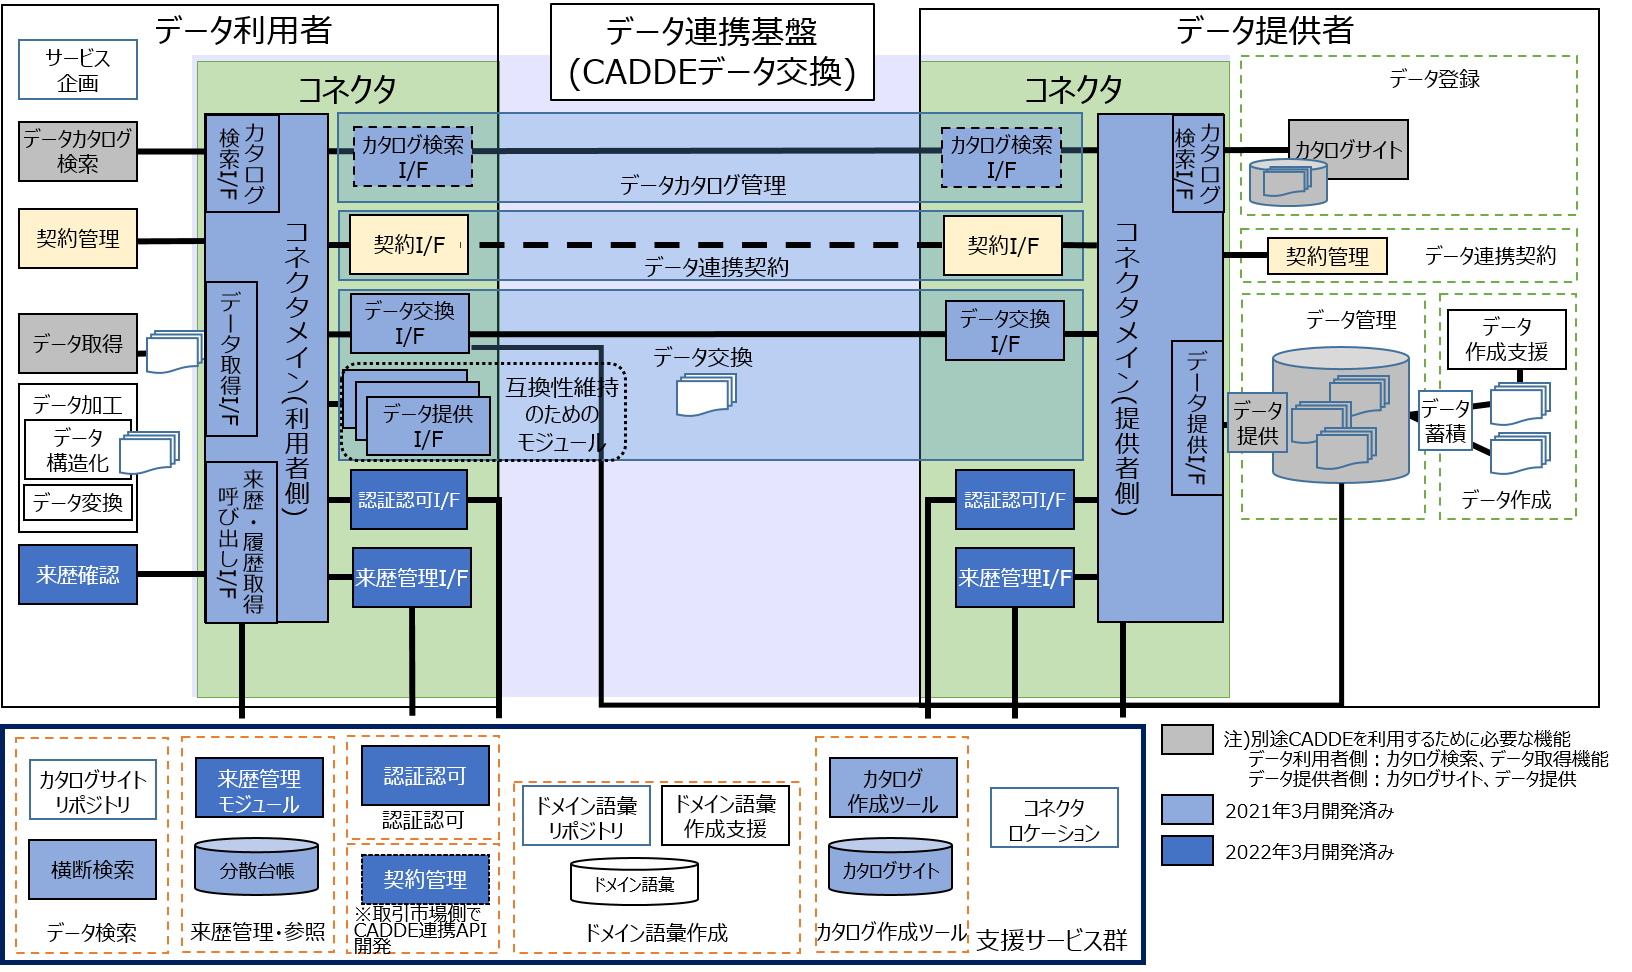 データ利用者
サービス
企画
データカタログ
検索
契約管理
データ取得
データ加工
データ
構造化
データ変換
来歴確認
コネクタ
カタログ
検索I/F
データ取得I/F
来歴・履歴取得
呼び出しI/F
コネクタメイン(利用者側)
データ連携基盤
(CADDEデータ交換)
カタログ検索
I/F
カタログ検索
I/F
データカタログ管理
契約I/F
契約I/F
データ連携契約
データ交換
I/F
データ交換
I/F
データ交換
データ提供
I/F
互換性維持
のための
モジュール
認証認可I/F
来歴管理I/F
認証認可I/F
来歴管理I/F
データ提供者
コネクタ
コネクタメイン(提供者側)
カタログ
検索I/F
データ提供I/F
データ登録
カタログサイト
契約管理
データ連携契約
データ管理
データ
提供
データ
蓄積
データ
作成支援
データ作成
カタログサイト
リポジトリ
横断検索
データ検索
来歴管理
モジュール
分散台帳
来歴管理・参照
認証認可
認証認可
契約管理
※取引市場側で
CADDE連携API
開発
ドメイン語彙
リポジトリ
ドメイン語彙
作成支援
ドメイン語彙
ドメイン語彙作成
カタログ
作成ツール
カタログサイト
カタログ作成ツール
コネクタ
ロケーション
支援サービス群
注)別途CADDEを利用するために必要な機能
データ利用者側：カタログ検索、データ取得機能
データ提供者側：カタログサイト、データ提供
2021年3月開発済み
2022年3月開発済み